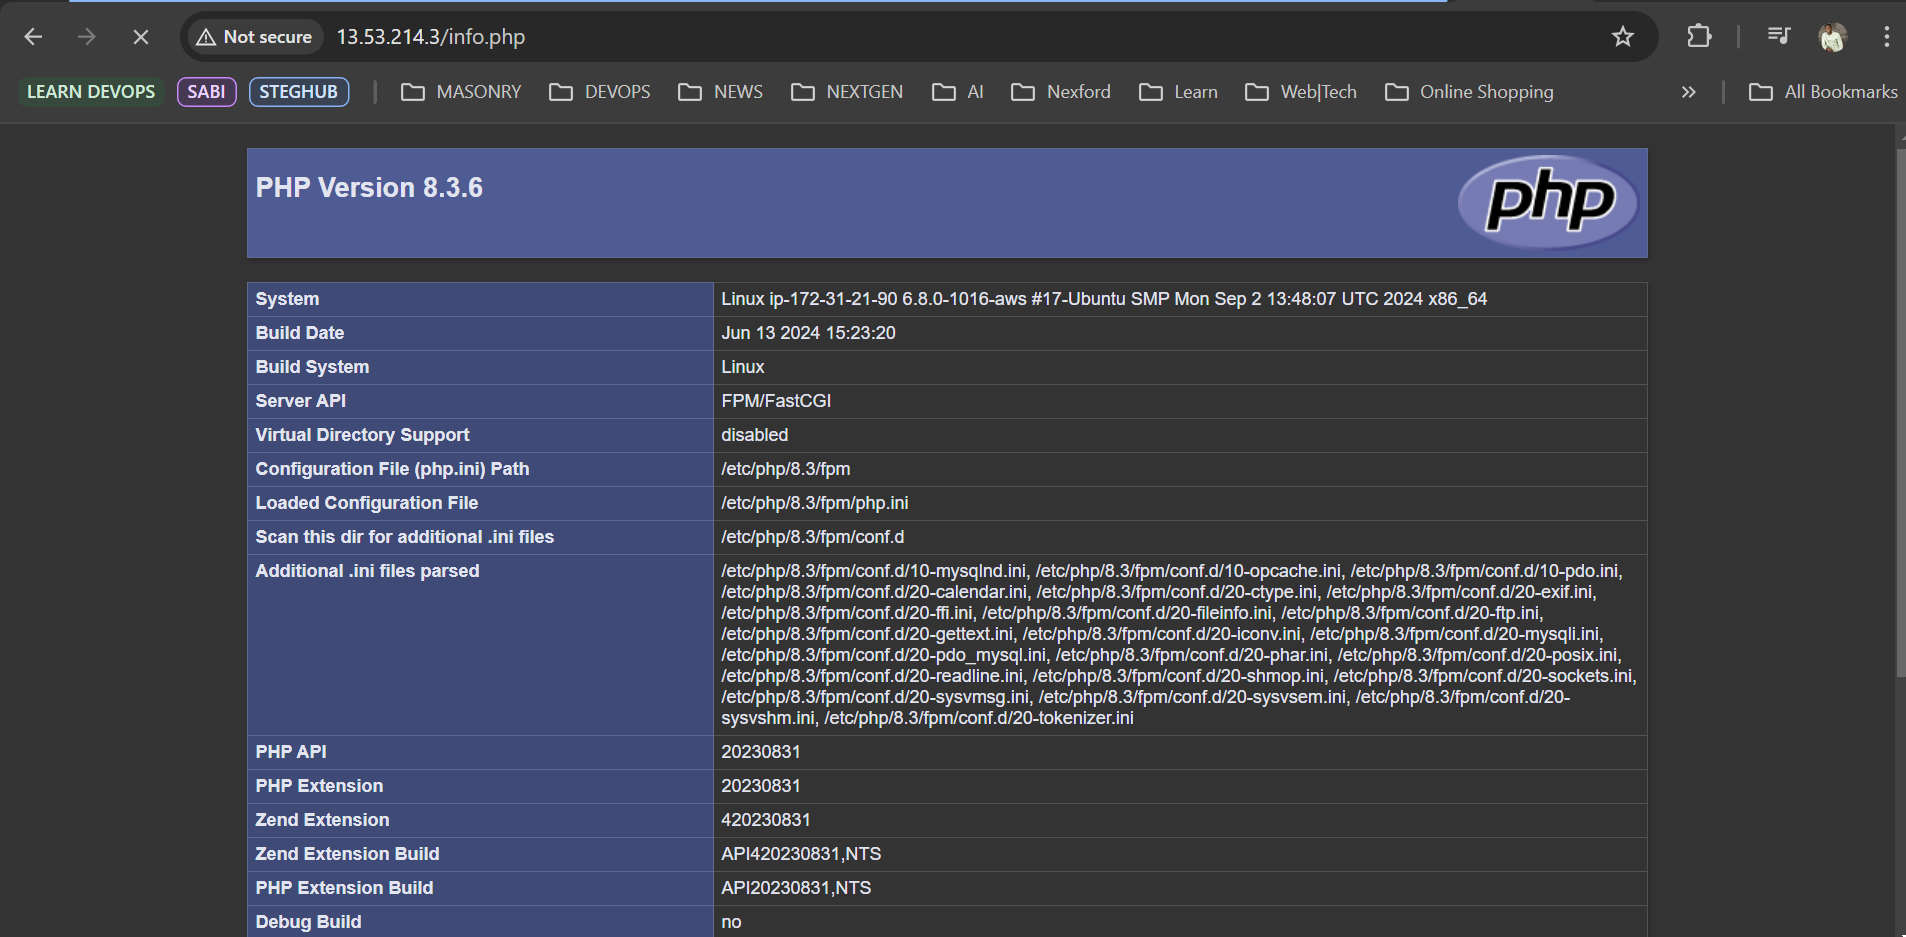 Not secure 13.53.214.3/info.php
LEARN DEVOPS SABI STEGHUB MASONRY DEVOPS NEWS NEXTGEN AI Nexford Learn Web|Tech Online Shopping » All Bookmarks
PHP Version 8.3.6
php
System Linux ip-172-31-21-90 6.8.0-1016-aws #17-Ubuntu SMP Mon Sep 2 13:48:07 UTC 2024 x86_64
Build Date Jun 13 2024 15:23:20
Build System Linux
Server API FPM/FastCGI
Virtual Directory Support disabled
Configuration File (php.ini) Path /etc/php/8.3/fpm
Loaded Configuration File /etc/php/8.3/fpm/php.ini
Scan this dir for additional .ini files /etc/php/8.3/fpm/conf.d
Additional .ini files parsed /etc/php/8.3/fpm/conf.d/10-mysqlnd.ini, /etc/php/8.3/fpm/conf.d/10-opcache.ini, /etc/php/8.3/fpm/conf.d/10-pdo.ini,
/etc/php/8.3/fpm/conf.d/20-calendar.ini, /etc/php/8.3/fpm/conf.d/20-ctype.ini, /etc/php/8.3/fpm/conf.d/20-exif.ini,
/etc/php/8.3/fpm/conf.d/20-ffi.ini, /etc/php/8.3/fpm/conf.d/20-fileinfo.ini, /etc/php/8.3/fpm/conf.d/20-ftp.ini,
/etc/php/8.3/fpm/conf.d/20-gettext.ini, /etc/php/8.3/fpm/conf.d/20-iconv.ini, /etc/php/8.3/fpm/conf.d/20-mysqli.ini,
/etc/php/8.3/fpm/conf.d/20-pdo_mysql.ini, /etc/php/8.3/fpm/conf.d/20-phar.ini, /etc/php/8.3/fpm/conf.d/20-posix.ini,
/etc/php/8.3/fpm/conf.d/20-readline.ini, /etc/php/8.3/fpm/conf.d/20-shmop.ini, /etc/php/8.3/fpm/conf.d/20-sockets.ini,
/etc/php/8.3/fpm/conf.d/20-sysvmsg.ini, /etc/php/8.3/fpm/conf.d/20-sysvsem.ini, /etc/php/8.3/fpm/conf.d/20-
sysvshm.ini, /etc/php/8.3/fpm/conf.d/20-tokenizer.ini
PHP API 20230831
PHP Extension 20230831
Zend Extension 420230831
Zend Extension Build API420230831,NTS
PHP Extension Build API20230831,NTS
Debug Build no